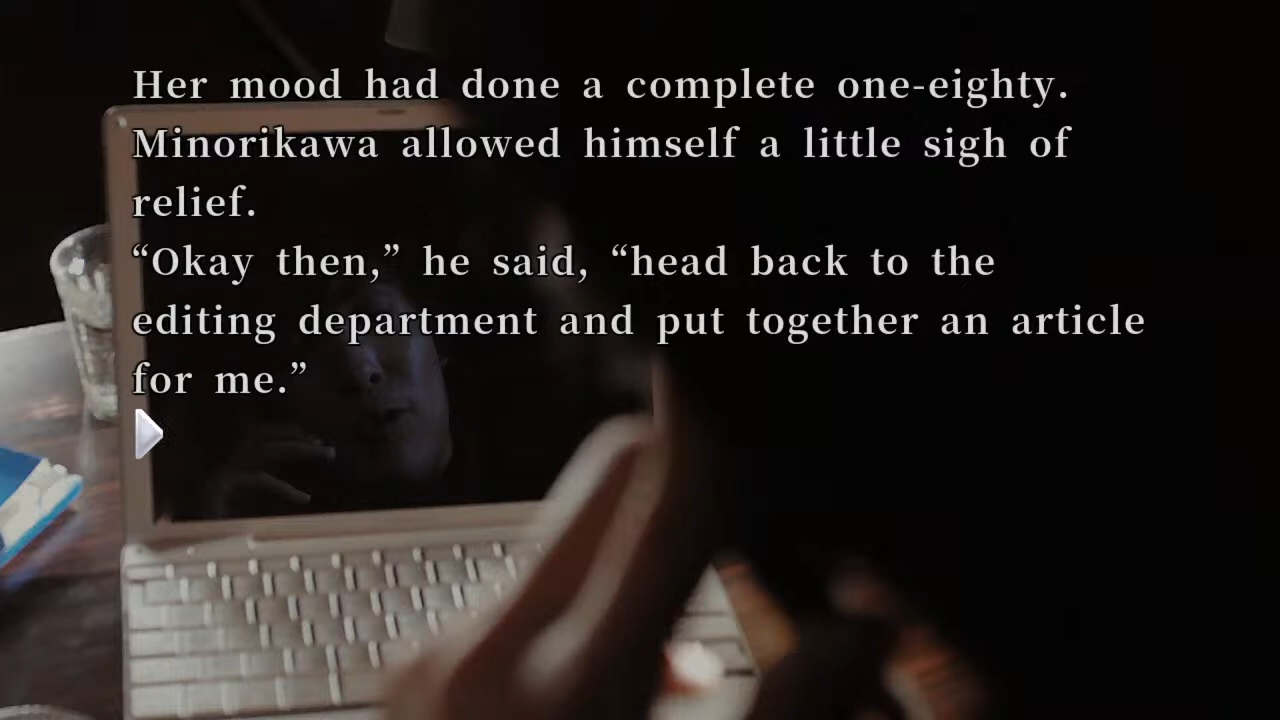 Her mood had done a complete one-eighty.
Minorikawa allowed himself a little sigh of
relief.
“Okay then,” he said, “head back to the
editing department and put together an article
for me.”